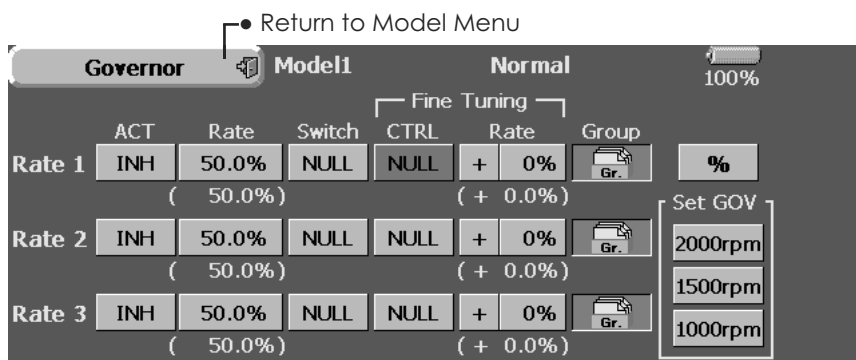 Return to Model Menu
Governor Model1 Normal 100%
Fine Tuning
ACT Rate Switch CTRL Rate Group
Rate 1 INH 50.0% NULL NULL + 0% Gr. %
( 50.0% ) ( + 0.0% ) Set GOV
Rate 2 INH 50.0% NULL NULL + 0% Gr. 2000rpm
( 50.0% ) ( + 0.0% ) 1500rpm
Rate 3 INH 50.0% NULL NULL + 0% Gr. 1000rpm
( 50.0% ) ( + 0.0% )